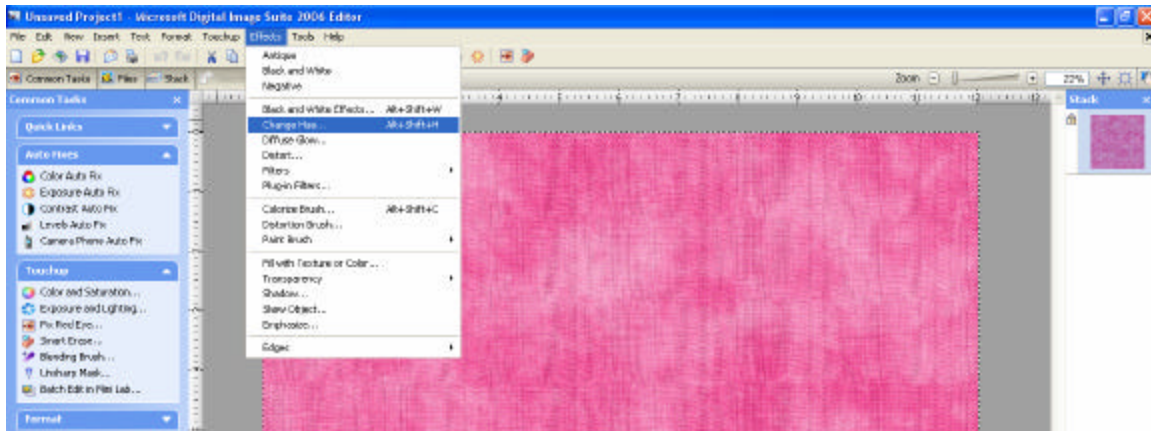 Unsaved Project1 - Microsoft Digital Image Suite 2006 Editor
File Edit View Insert Text Format Touchup Effects Tools Help
Common Tasks Files Stack
Zoom 22%
Common Tasks
Quick Links
Auto Fixes
Color Auto Fix
Exposure Auto Fix
Contrast Auto Fix
Levels Auto Fix
Camera Phone Auto Fix
Touchup
Color and Saturation...
Exposure and Lighting...
Fix Red Eye...
Smart Erase...
Blending Brush...
Unsharp Mask...
Batch Edit in Mini Lab...
Format
Antique
Black and White
Negative
Black and White Effects... Alt+Shift+W
Change Hue... Alt+Shift+H
Diffuse Glow...
Distort...
Filters
Plug-in Filters...
Colorize Brush... Alt+Shift+C
Distortion Brush...
Paint Brush
Fill with Texture or Color...
Transparency
Shadow...
Skew Object...
Emphasize...
Edges
Stack